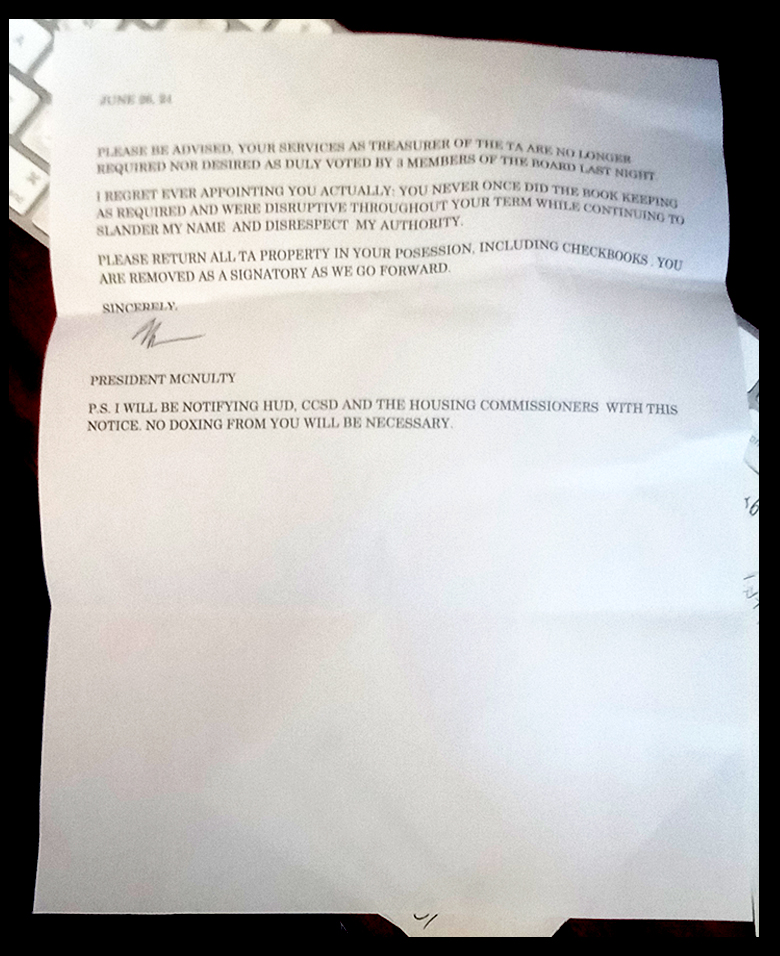 JUNE 26, 24
PLEASE BE ADVISED, YOUR SERVICES AS TREASURER OF THE TA ARE NO LONGER
REQUIRED NOR DESIRED AS DULY VOTED BY 3 MEMBERS OF THE BOARD LAST NIGHT
I REGRET EVER APPOINTING YOU ACTUALLY; YOU NEVER ONCE DID THE BOOK KEEPING
AS REQUIRED AND WERE DISRUPTIVE THROUGHOUT YOUR TERM WHILE CONTINUING TO
SLANDER MY NAME AND DISRESPECT MY AUTHORITY.
PLEASE RETURN ALL TA PROPERTY IN YOUR POSESSION, INCLUDING CHECKBOOKS . YOU
ARE REMOVED AS A SIGNATORY AS WE GO FORWARD.
SINCERELY,
PRESIDENT MCNULTY
P.S. I WILL BE NOTIFYING HUD, CCSD AND THE HOUSING COMMISSIONERS WITH THIS
NOTICE. NO DOXING FROM YOU WILL BE NECESSARY.